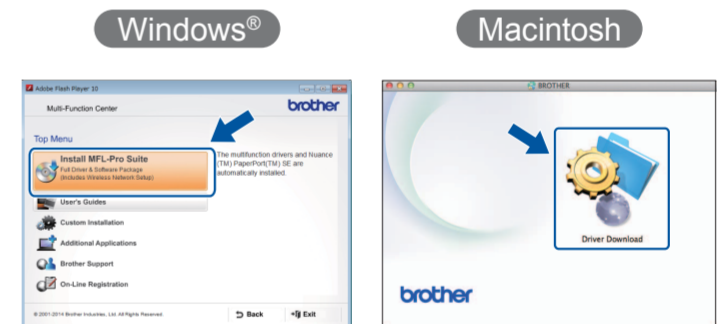 Windows®
Macintosh
Adobe Flash Player 10
Multi-Function Center
brother
Top Menu
Install MFL-Pro Suite
Full Driver & Software Package
(Includes Wireless Network Setup)
The multifunction drivers and Nuance
(TM) PaperPort(TM) SE are
automatically installed.
User's Guides
Custom Installation
Additional Applications
Brother Support
On-Line Registration
© 2001-2014 Brother Industries, Ltd. All Rights Reserved.
Back
Exit
BROTHER
Driver Download
brother